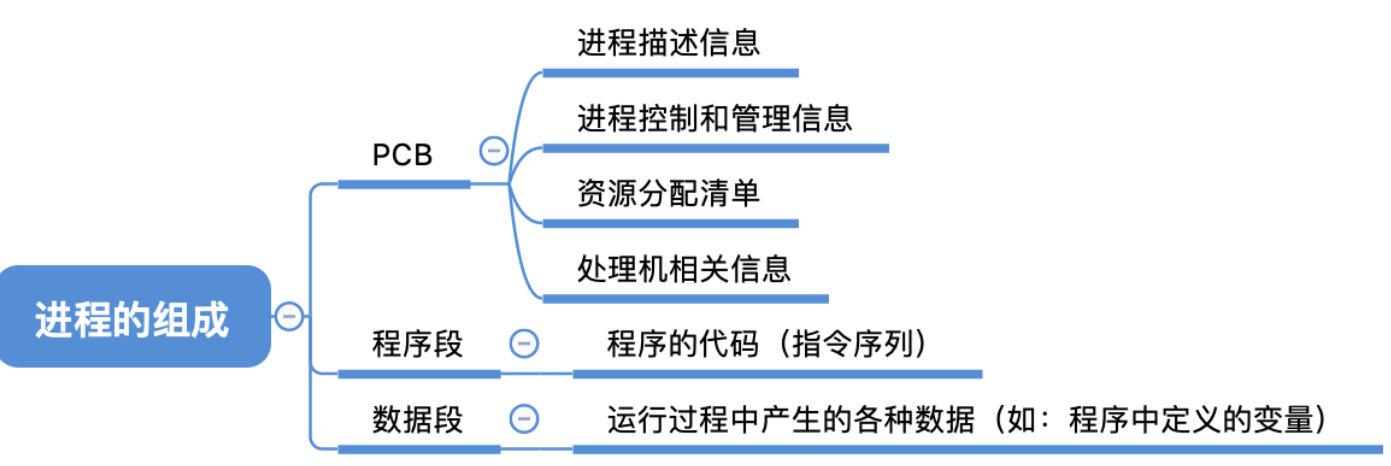 进程描述信息
进程控制和管理信息
PCB
资源分配清单
处理机相关信息
进程的组成
程序段
程序的代码（指令序列）
数据段
运行过程中产生的各种数据（如：程序中定义的变量）